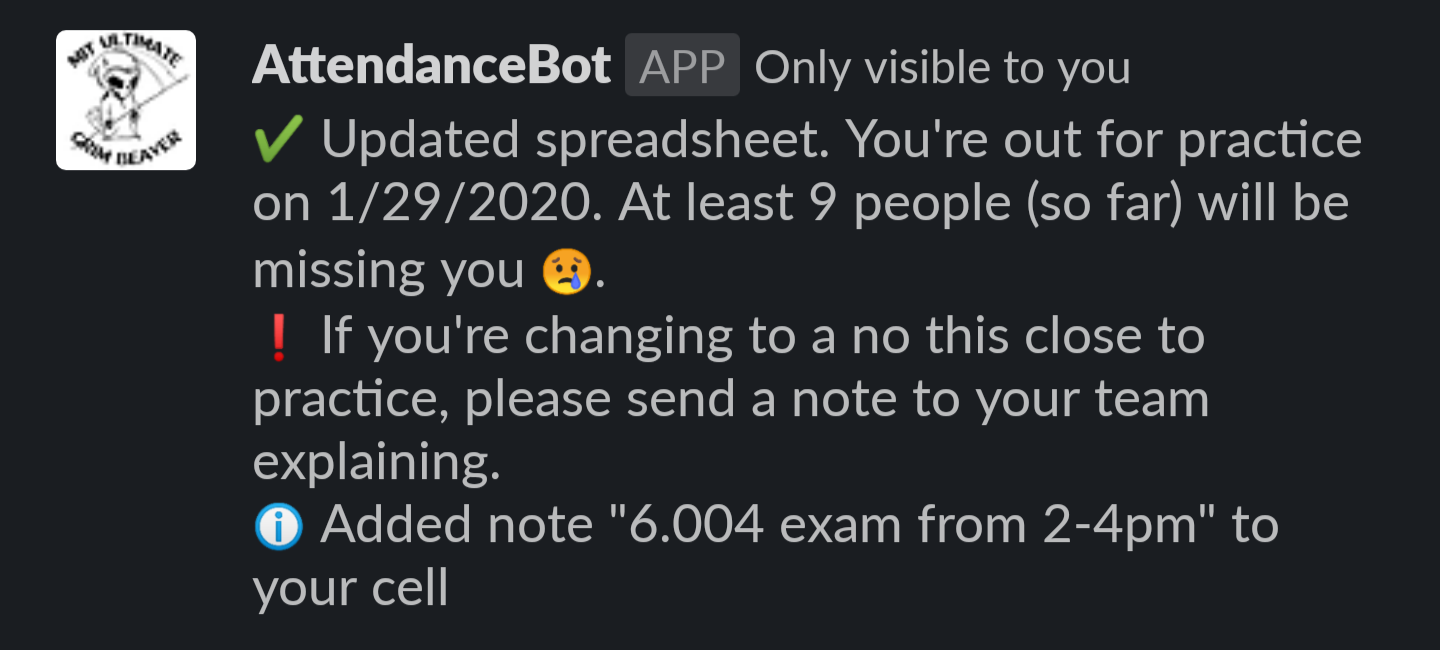 MIT ULTIMATE
GRIM BEAVER
AttendanceBot APP Only visible to you
✔ Updated spreadsheet. You're out for practice
on 1/29/2020. At least 9 people (so far) will be
missing you 😢.
❗ If you're changing to a no this close to
practice, please send a note to your team
explaining.
ℹ Added note "6.004 exam from 2-4pm" to
your cell